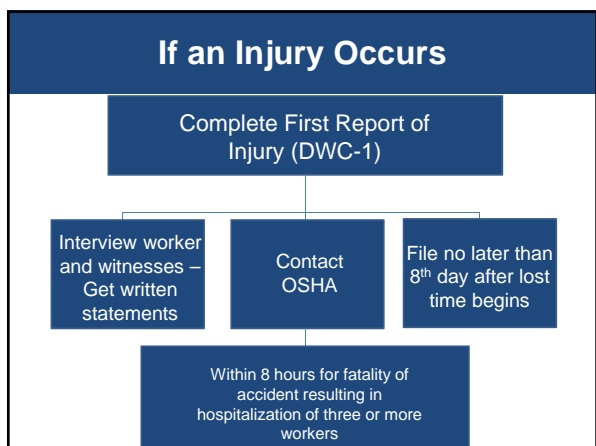 If an Injury Occurs
Complete First Report of
Injury (DWC-1)
Interview worker
and witnesses –
Get written
statements
Contact
OSHA
File no later than
8th day after lost
time begins
Within 8 hours for fatality of
accident resulting in
hospitalization of three or more
workers